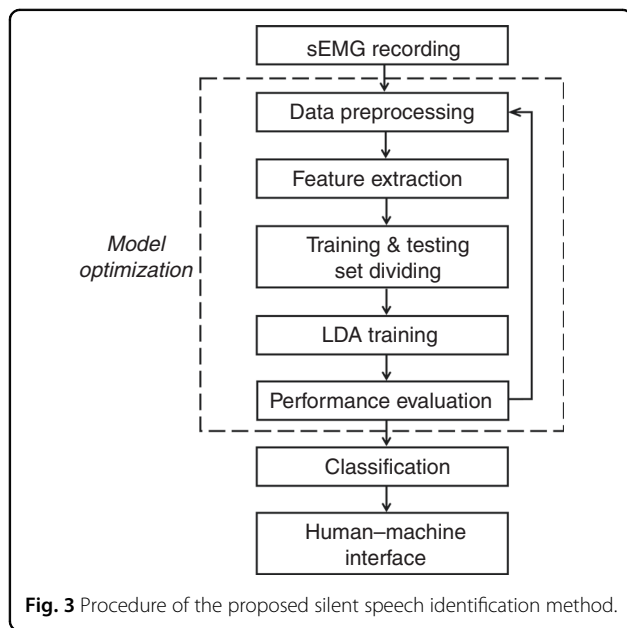 sEMG recording
Data preprocessing
Feature extraction
Model
optimization
Training & testing
set dividing
LDA training
Performance evaluation
Classification
Human–machine
interface
Fig. 3 Procedure of the proposed silent speech identification method.